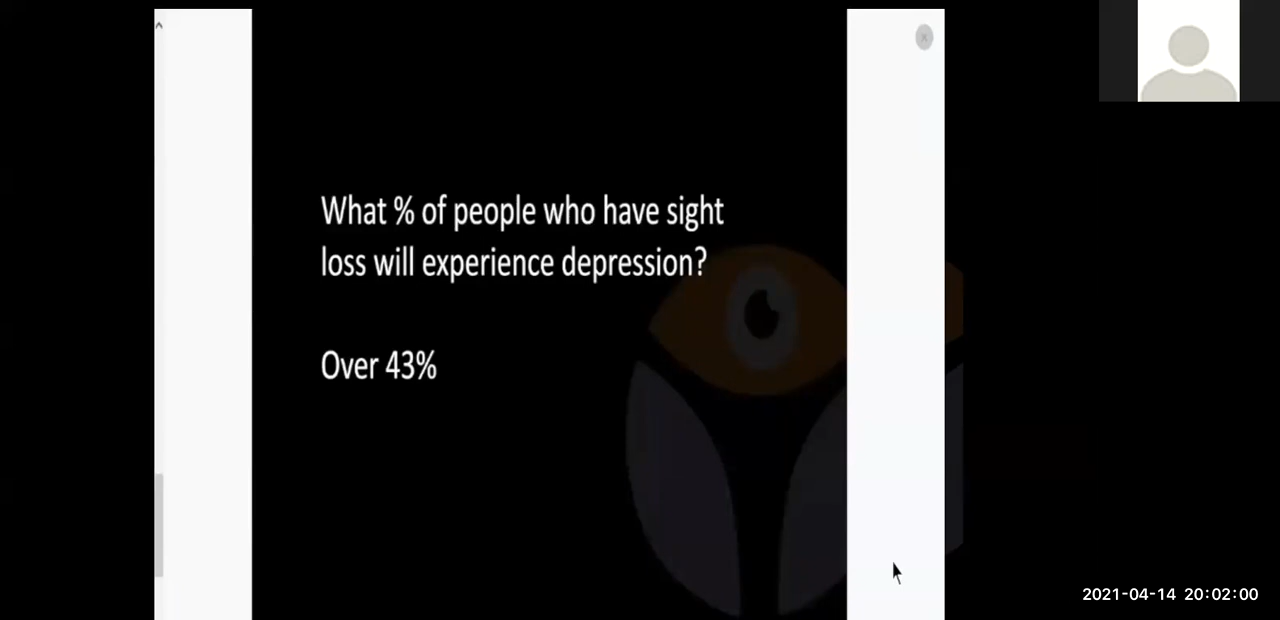 What % of people who have sight
loss will experience depression?
Over 43%
2021-04-14 20:02:00